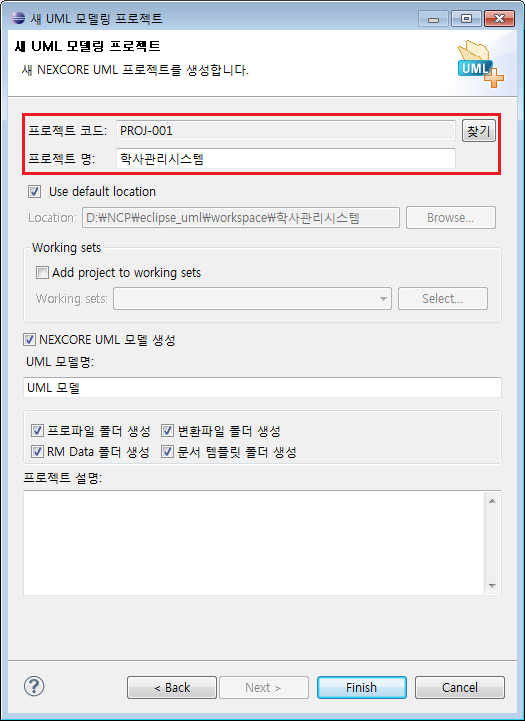 새 UML 모델링 프로젝트
새 UML 모델링 프로젝트
새 NEXCORE UML 프로젝트를 생성합니다.
UML
프로젝트 코드: PROJ-001 찾기
프로젝트 명: 학사관리시스템
Use default location
Location: D:₩NCP₩eclipse_uml₩workspace₩학사관리시스템 Browse...
Working sets
Add project to working sets
Working sets: Select...
NEXCORE UML 모델 생성
UML 모델명:
UML 모델
프로파일 폴더 생성 변환파일 폴더 생성
RM Data 폴더 생성 문서 템플릿 폴더 생성
프로젝트 설명:
? < Back Next > Finish Cancel